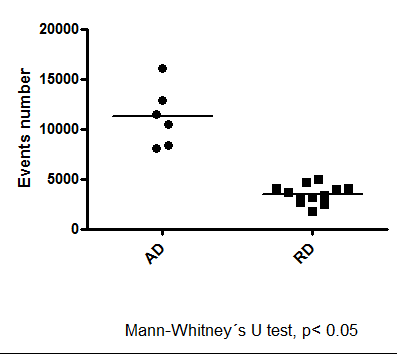 20000
15000
10000
5000
0
Events number
AD
RD
Mann-Whitney´s U test, p< 0.05